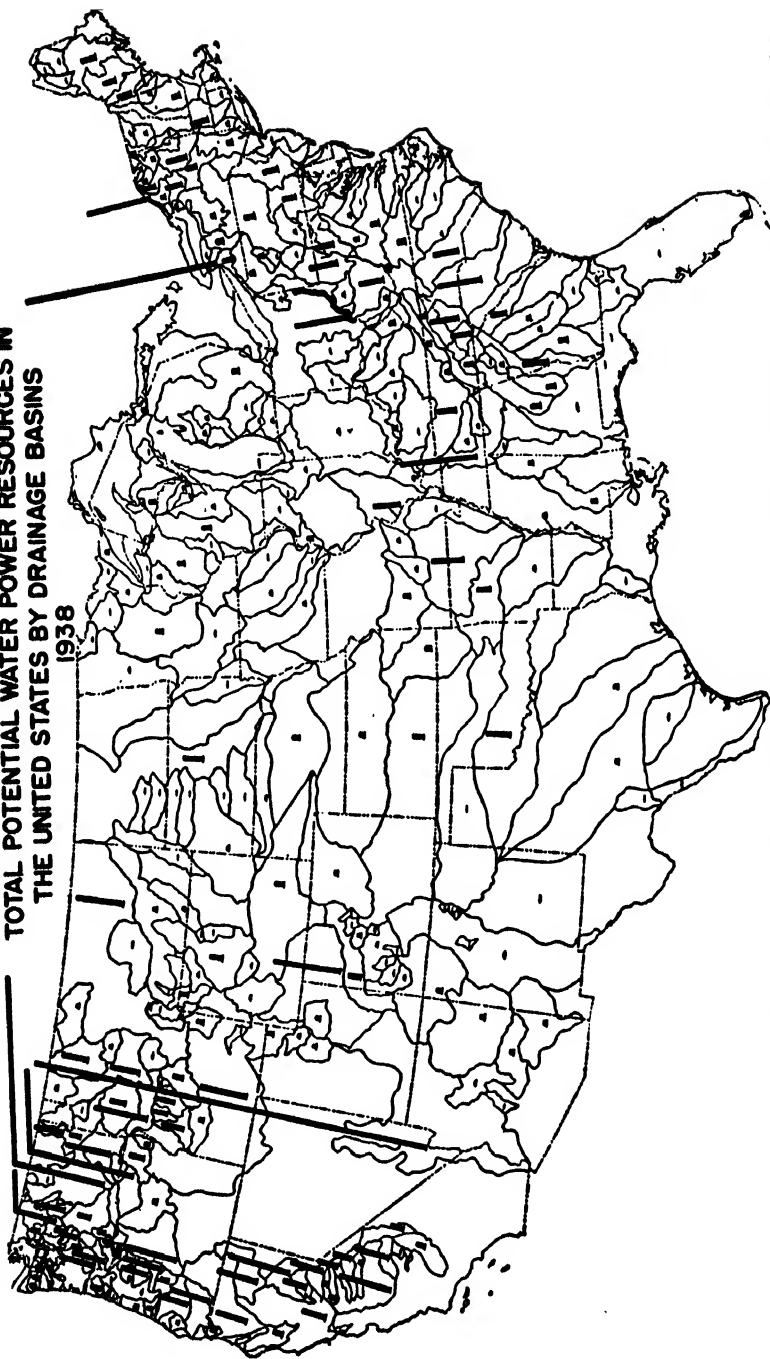 TOTAL POTENTIAL WATER POWER RESOURCES IN
THE UNITED STATES BY DRAINAGE BASINS
1938